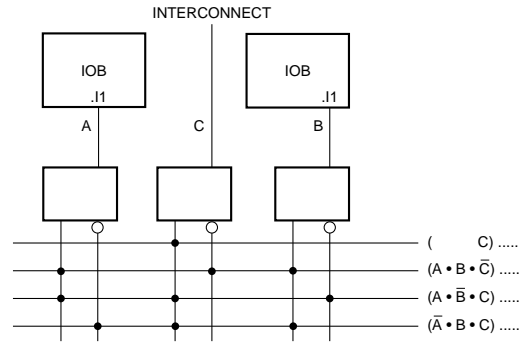 INTERCONNECT
IOB
.I1
IOB
.I1
A
C
B
( C) .....
(A • B • C̅) .....
(A • B̅ • C) .....
(A̅ • B • C) .....